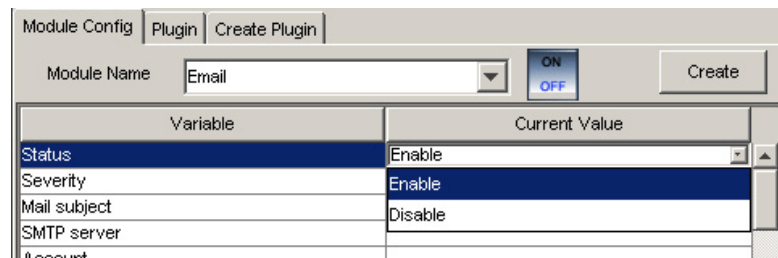 Module Config Plugin Create Plugin
Module Name Email ON OFF Create
Variable Current Value
Status Enable
Severity Enable
Mail subject Disable
SMTP server
Account